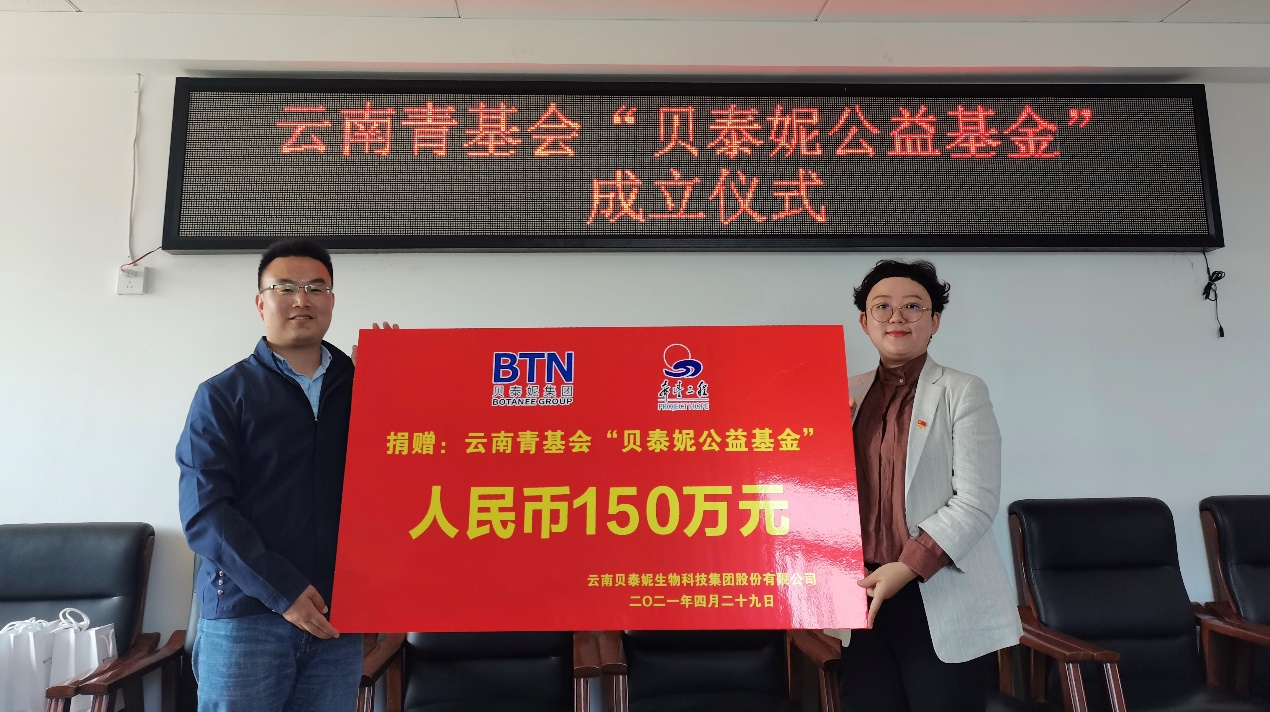 云南青基会“贝泰妮公益基金”
成立仪式
BTN
贝泰妮集团
BOTANEE GROUP
希望工程
PROJECT HOPE
捐赠：云南青基会“贝泰妮公益基金”
人民币150万元
云南贝泰妮生物科技集团股份有限公司
二〇二一年四月二十九日